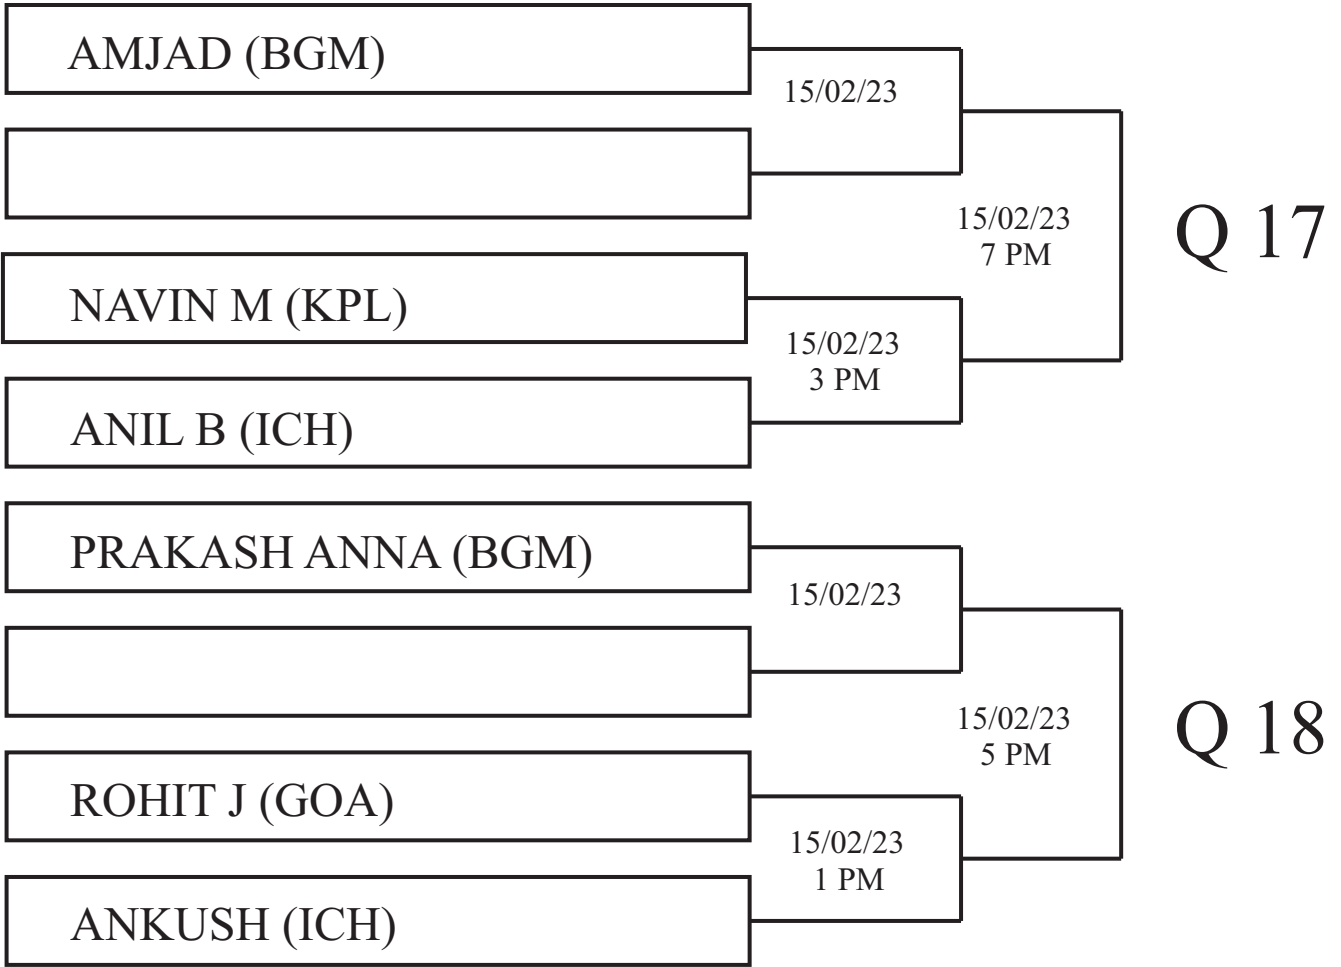 AMJAD (BGM)
15/02/23
15/02/23
7 PM
Q 17
NAVIN M (KPL)
15/02/23
3 PM
ANIL B (ICH)
PRAKASH ANNA (BGM)
15/02/23
15/02/23
5 PM
Q 18
ROHIT J (GOA)
15/02/23
1 PM
ANKUSH (ICH)